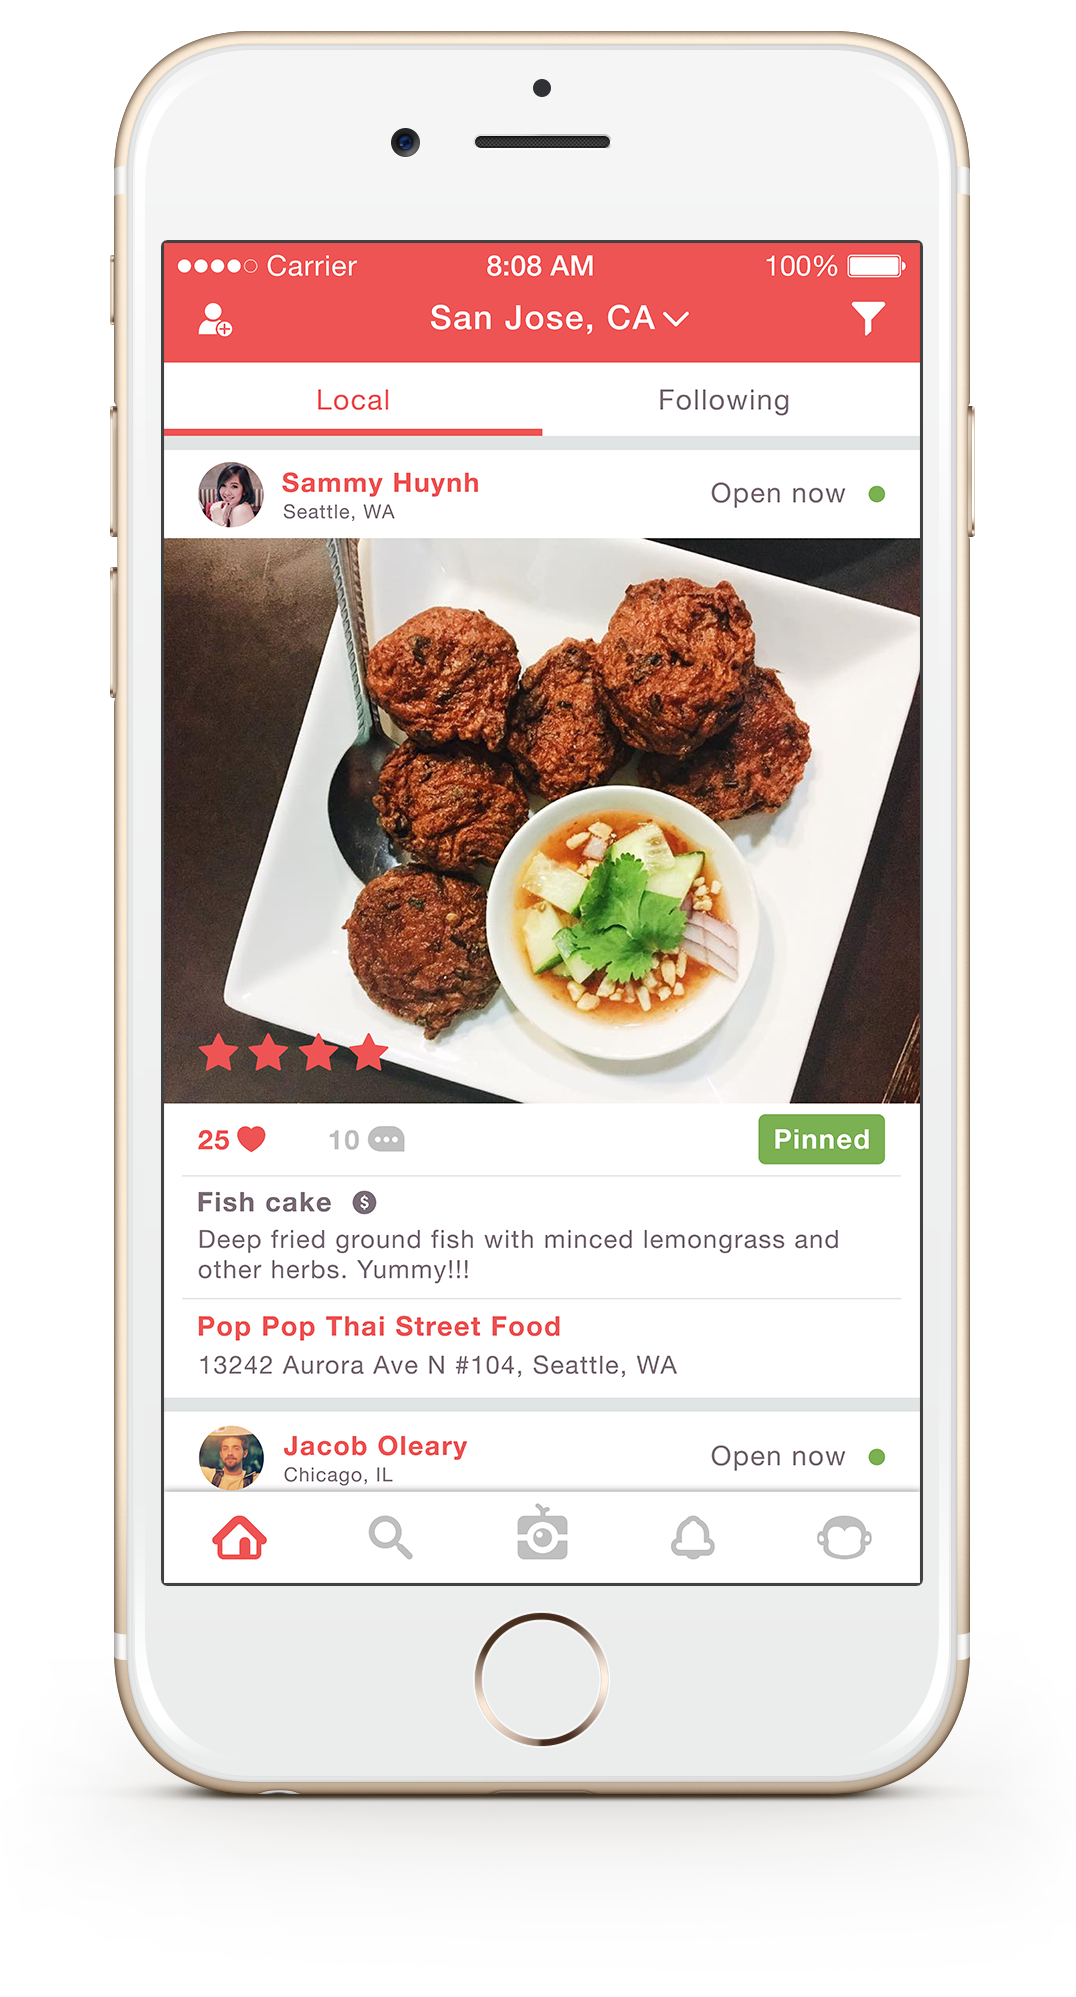 Carrier 8:08 AM 100%
San Jose, CA
Local Following
Sammy Huynh
Seattle, WA
Open now
25 10 Pinned
Fish cake $
Deep fried ground fish with minced lemongrass and
other herbs. Yummy!!!
Pop Pop Thai Street Food
13242 Aurora Ave N #104, Seattle, WA
Jacob Oleary
Chicago, IL
Open now